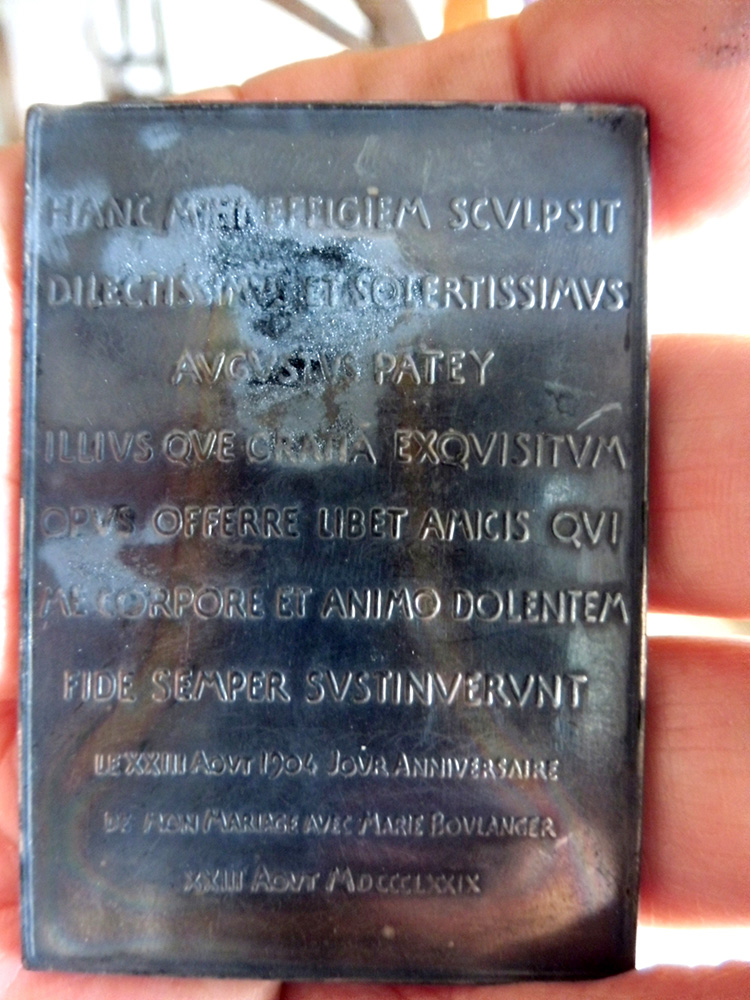 HANC MIHI EFFIGIEM SCVLPSIT
DILECTISSIMVS ET SOLERTISSIMVS
AVGVSTVS PATEY
ILLIVS QVE GRATIA EXQVISITVM
OPVS OFFERRE LIBET AMICIS QVI
ME CORPORE ET ANIMO DOLENTEM
FIDE SEMPER SVSTINVERVNT
LE XXIII AOVT 1904 JOVR ANNIVERSAIRE
DE MON MARIAGE AVEC MARIE BOVLANGER
XXIII AOVT MDCCCLXXIX